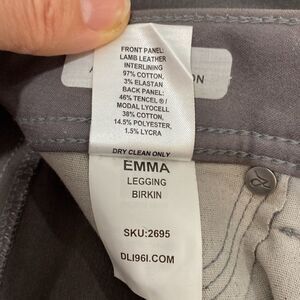 FRONT PANEL:
LAMB LEATHER
INTERLINING
97% COTTON,
3% ELASTAN
BACK PANEL:
46% TENCEL ® /
MODAL LYOCELL
38% COTTON,
14.5% POLYESTER,
1.5% LYCRA
DRY CLEAN ONLY
EMMA
LEGGING
BIRKIN
SKU:2695
DLI96I.COM